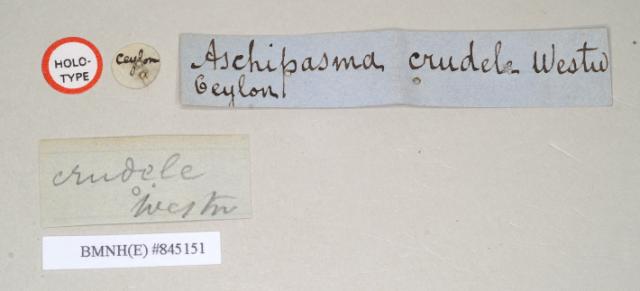 HOLO-
TYPE
Ceylon
Aschipasma crudele Westw
Ceylon
crudele
Westw
BMNH(E) #845151